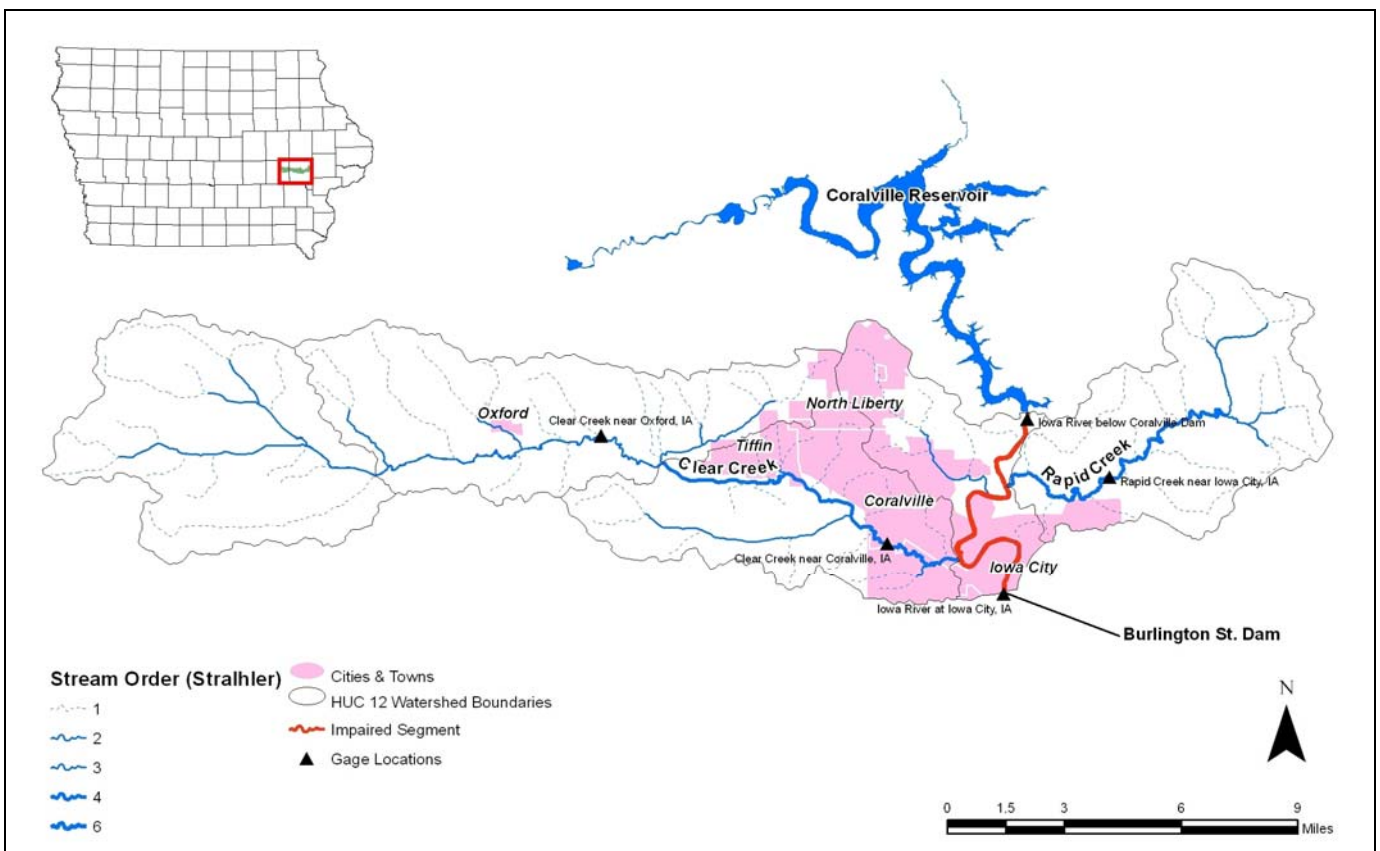 Coralville Reservoir
Oxford
Clear Creek near Oxford, IA
North Liberty
Iowa River below Coralville Dam
Tiffin
Clear Creek
Rapid Creek
Rapid Creek near Iowa City, IA
Coralville
Clear Creek near Coralville, IA
Iowa City
Iowa River at Iowa City, IA
Burlington St. Dam
Stream Order (Stralhler)
1
2
3
4
6
Cities & Towns
HUC 12 Watershed Boundaries
Impaired Segment
Gage Locations
N
0 1.5 3 6 9
Miles